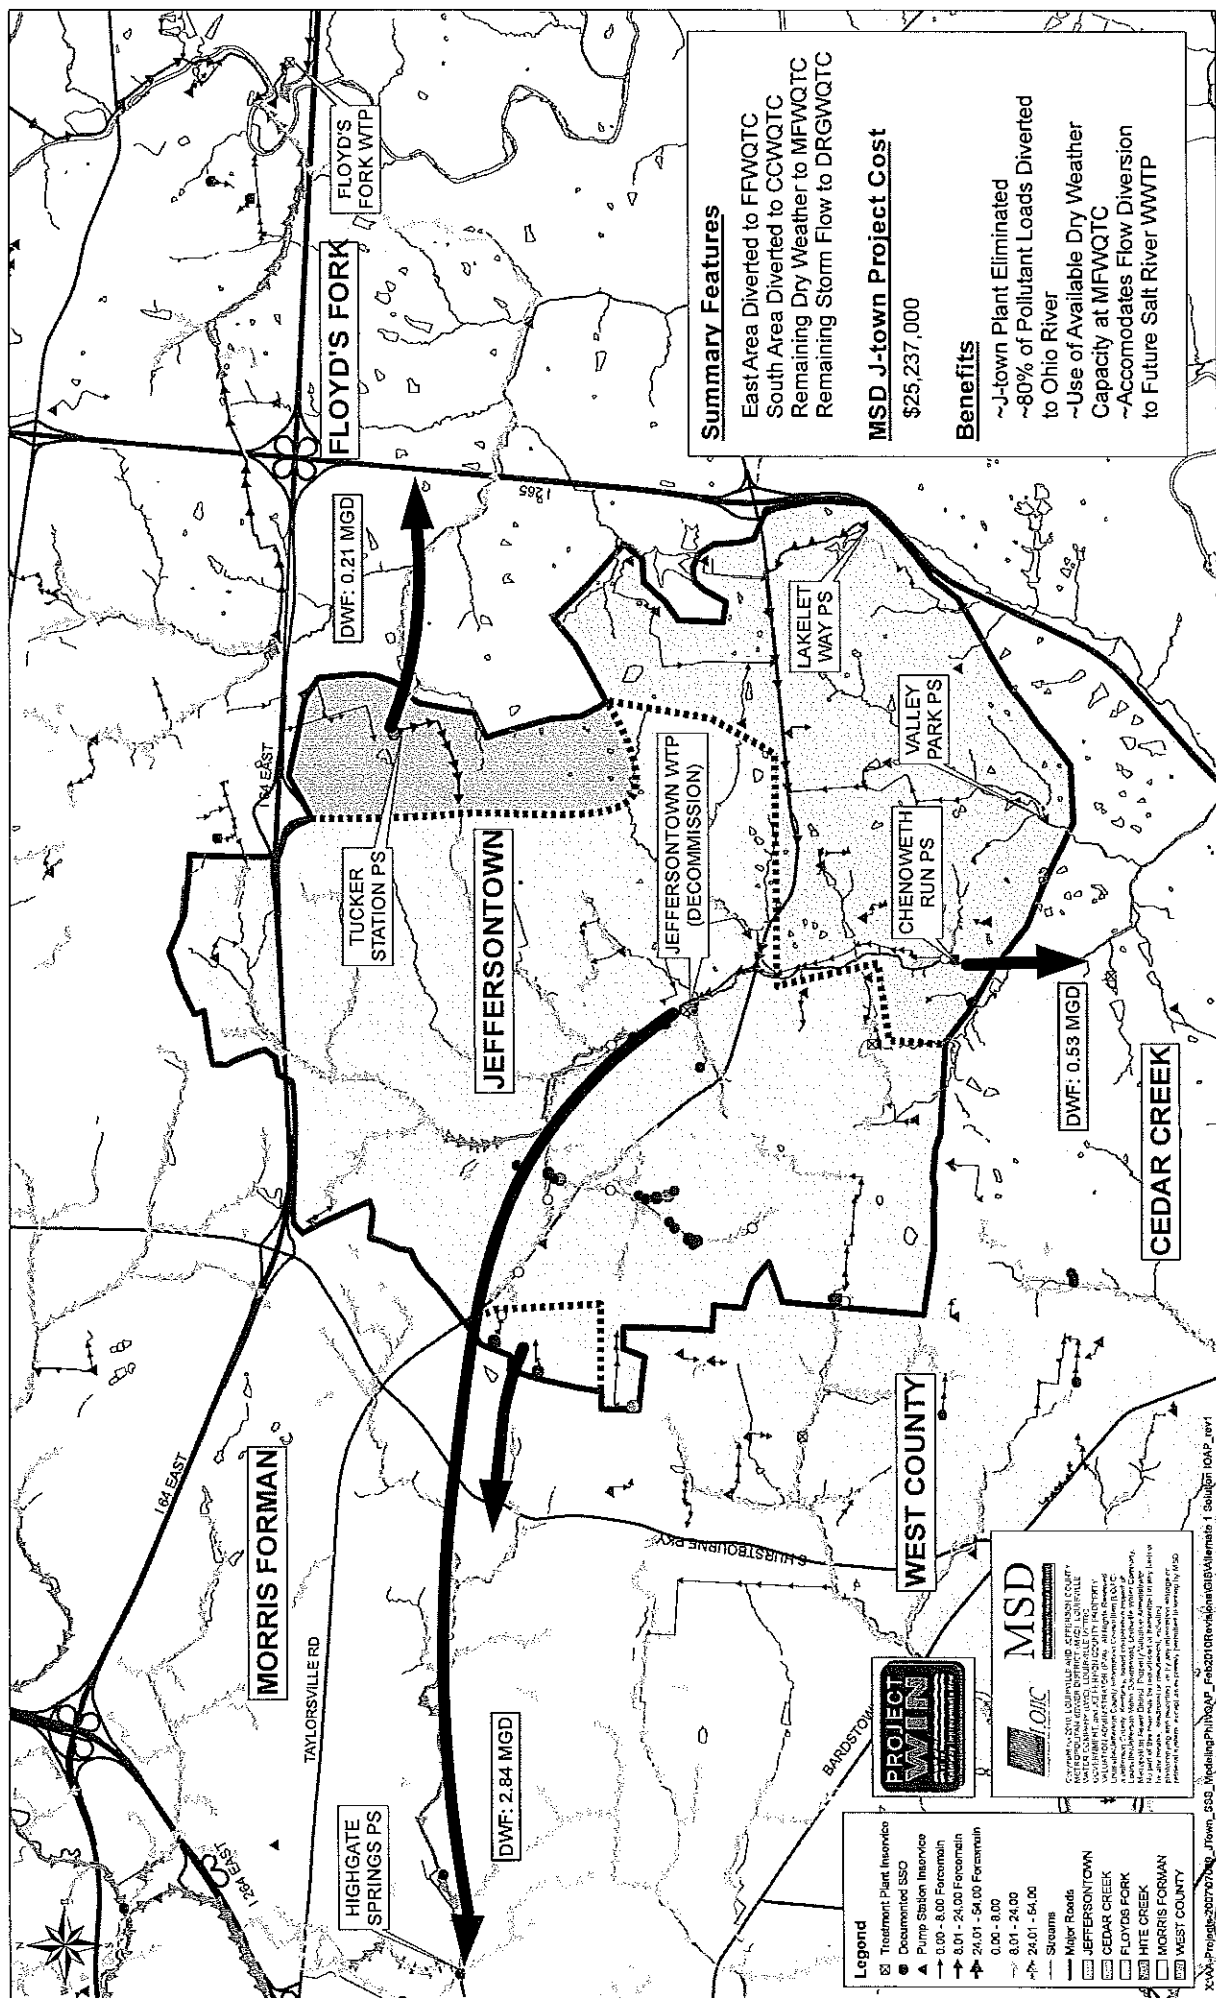 HIGHGATE
SPRINGS PS
I 264 EAST
I 64 EAST
TAYLORSVILLE RD
MORRIS FORMAN
DWF: 2.84 MGD
S HURSTBOURNE PKY
BARDSTOWN
WEST COUNTY
I 64 EAST
TUCKER
STATION PS
JEFFERSONTOWN
JEFFERSONTOWN WTP
(DECOMMISSION)
CHENOWETH
RUN PS
VALLEY
PARK PS
LAKELET
WAY PS
DWF: 0.53 MGD
CEDAR CREEK
DWF: 0.21 MGD
I 265
FLOYD'S FORK
FLOYD'S
FORK WTP
Summary Features
East Area Diverted to FFWQTC
South Area Diverted to CCWQTC
Remaining Dry Weather to MFWQTC
Remaining Storm Flow to DRGWQTC
MSD J-town Project Cost
$25,237,000
Benefits
~J-town Plant Eliminated
~80% of Pollutant Loads Diverted
to Ohio River
~Use of Available Dry Weather
Capacity at MFWQTC
~Accomodates Flow Diversion
to Future Salt River WWTP
Legend
Treatment Plant Inservice
Documented SSO
Pump Station Inservice
0.00 - 8.00 Forcemain
8.01 - 24.00 Forcemain
24.01 - 54.00 Forcemain
0.00 - 8.00
8.01 - 24.00
24.01 - 54.00
Streams
Major Roads
JEFFERSONTOWN
CEDAR CREEK
FLOYDS FORK
HITE CREEK
MORRIS FORMAN
WEST COUNTY
PROJECT
WIN
LOJIC
MSD